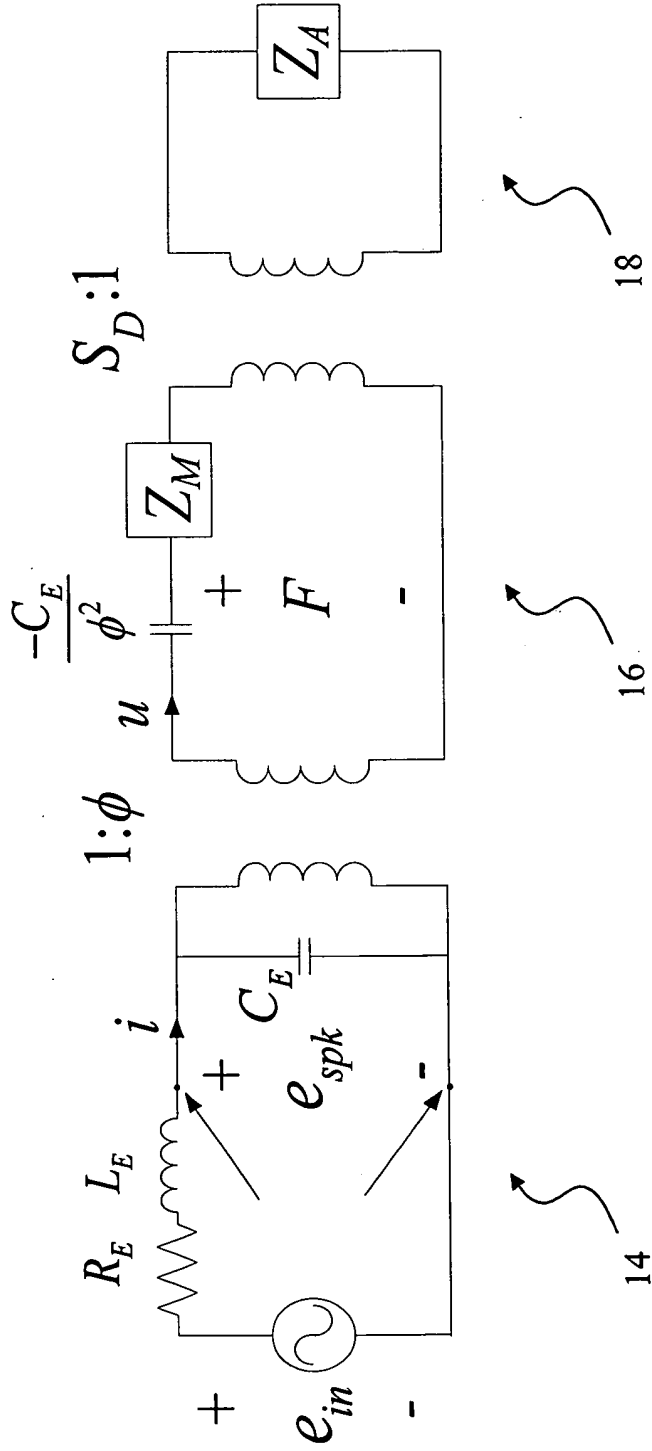 1:ϕ
S_D:1
-C_E
ϕ²
R_E L_E
i
u
Z_M
Z_A
+
e_in
-
+
e_spk
-
C_E
+
F
-
14
16
18